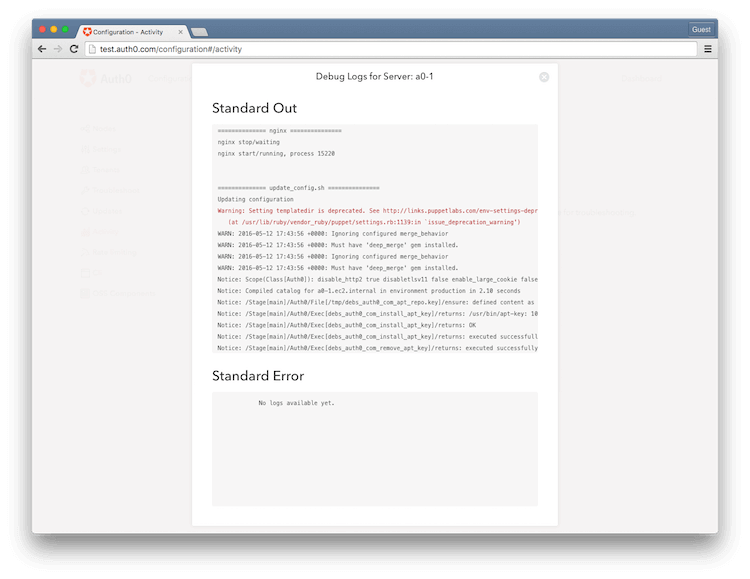 Configuration - Activity
Guest
test.auth0.com/configuration#/activity
Auth0
Debug Logs for Server: a0-1
Standard Out
============== nginx ===============
nginx stop/waiting
nginx start/running, process 15220
============== update_config.sh ===============
Updating configuration
Warning: Setting templatedir is deprecated. See http://links.puppetlabs.com/env-settings-depr
(at /usr/lib/ruby/vendor_ruby/puppet/settings.rb:1139:in `issue_deprecation_warning')
WARN: 2016-05-12 17:43:56 +0000: Ignoring configured merge_behavior
WARN: 2016-05-12 17:43:56 +0000: Must have 'deep_merge' gem installed.
WARN: 2016-05-12 17:43:56 +0000: Ignoring configured merge_behavior
WARN: 2016-05-12 17:43:56 +0000: Must have 'deep_merge' gem installed.
Notice: Scope(Class[Auth0]): disable_http2 true disabletlsv11 false enable_large_cookie false
Notice: Compiled catalog for a0-1.ec2.internal in environment production in 2.10 seconds
Notice: /Stage[main]/Auth0/File[/tmp/debs_auth0_com_apt_repo.key]/ensure: defined content as
Notice: /Stage[main]/Auth0/Exec[debs_auth0_com_install_apt_key]/returns: /usr/bin/apt-key: 10
Notice: /Stage[main]/Auth0/Exec[debs_auth0_com_install_apt_key]/returns: OK
Notice: /Stage[main]/Auth0/Exec[debs_auth0_com_install_apt_key]/returns: executed successfull
Notice: /Stage[main]/Auth0/Exec[debs_auth0_com_remove_apt_key]/returns: executed successfully
Standard Error
No logs available yet.